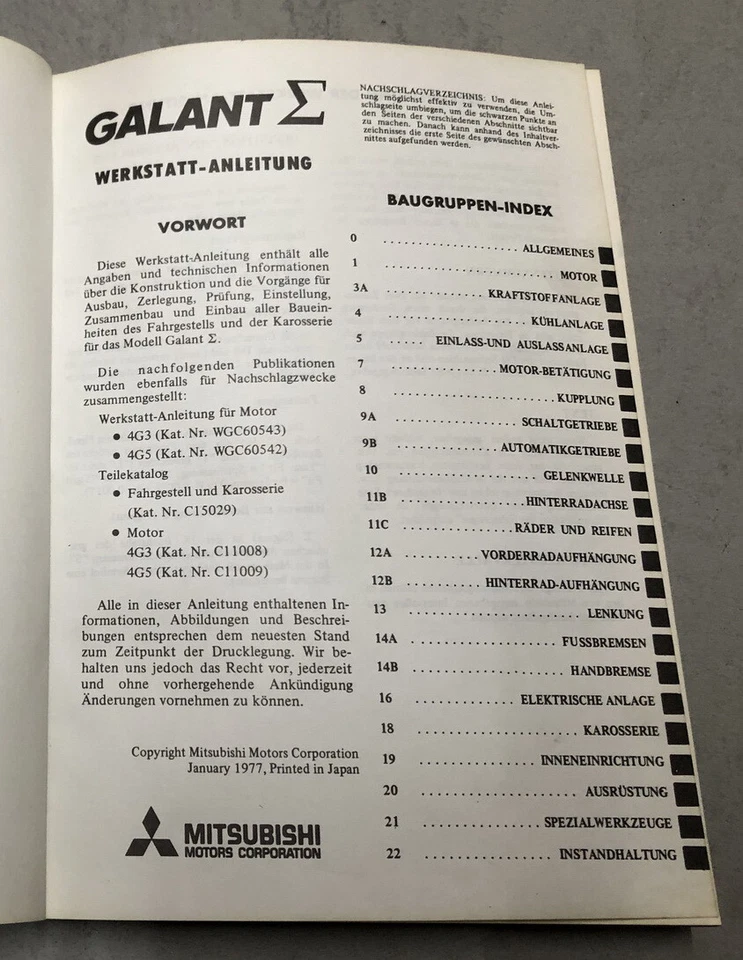 GALANT Σ
WERKSTATT-ANLEITUNG
VORWORT
Diese Werkstatt-Anleitung enthält alle
Angaben und technischen Informationen
über die Konstruktion und die Vorgänge für
Ausbau, Zerlegung, Prüfung, Einstellung,
Zusammenbau und Einbau aller Bauein-
heiten des Fahrgestells und der Karosserie
für das Modell Galant Σ.
Die nachfolgenden Publikationen
wurden ebenfalls für Nachschlagzwecke
zusammengestellt:
Werkstatt-Anleitung für Motor
● 4G3 (Kat. Nr. WGC60543)
● 4G5 (Kat. Nr. WGC60542)
Teilekatalog
● Fahrgestell und Karosserie
(Kat. Nr. C15029)
● Motor
4G3 (Kat. Nr. C11008)
4G5 (Kat. Nr. C11009)
Alle in dieser Anleitung enthaltenen In-
formationen, Abbildungen und Beschrei-
bungen entsprechen dem neuesten Stand
zum Zeitpunkt der Drucklegung. Wir be-
halten uns jedoch das Recht vor, jederzeit
und ohne vorhergehende Ankündigung
Änderungen vornehmen zu können.
Copyright Mitsubishi Motors Corporation
January 1977, Printed in Japan
MITSUBISHI
MOTORS CORPORATION
NACHSCHLAGVERZEICHNIS: Um diese Anlei-
tung möglichst effektiv zu verwenden, die Um-
schlagseite umbiegen, um die schwarzen Punkte an
den Seiten der verschiedenen Abschnitte sichtbar
zu machen. Danach kann anhand des Inhaltver-
zeichnisses die erste Seite des gewünschten Absch-
nittes aufgefunden werden.
BAUGRUPPEN-INDEX
0 .................... ALLGEMEINES
1 .......................... MOTOR
3A .............. KRAFTSTOFFANLAGE
4 .................... KÜHLANLAGE
5 ..... EINLASS-UND AUSLASSANLAGE
7 ................ MOTOR-BETÄTIGUNG
8 ........................ KUPPLUNG
9A .................. SCHALTGETRIEBE
9B ............... AUTOMATIKGETRIEBE
10 ..................... GELENKWELLE
11B .................. HINTERRADACHSE
11C ................ RÄDER UND REIFEN
12A ........... VORDERRADAUFHÄNGUNG
12B .......... HINTERRAD-AUFHÄNGUNG
13 ......................... LENKUNG
14A ..................... FUSSBREMSEN
14B ...................... HANDBREMSE
16 ................ ELEKTRISCHE ANLAGE
18 ....................... KAROSSERIE
19 .................. INNENEINRICHTUNG
20 ....................... AUSRÜSTUNG
21 ................. SPEZIALWERKZEUGE
22 ................... INSTANDHALTUNG